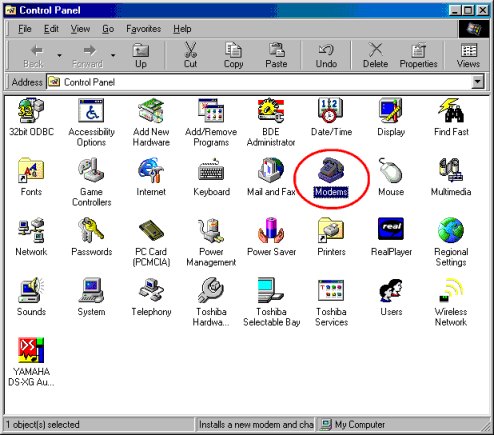 Control Panel
File Edit View Go Favorites Help
Back Forward Up Cut Copy Paste Undo Delete Properties Views
Address Control Panel
32bit ODBC Accessibility Options Add New Hardware Add/Remove Programs BDE Administrator Date/Time Display Find Fast
Fonts Game Controllers Internet Keyboard Mail and Fax Modems Mouse Multimedia
Network Passwords PC Card (PCMCIA) Power Management Power Saver Printers RealPlayer Regional Settings
Sounds System Telephony Toshiba Hardwa... Toshiba Selectable Bay Toshiba Services Users Wireless Network
YAMAHA DS-XG Au...
1 object(s) selected Installs a new modem and cha My Computer